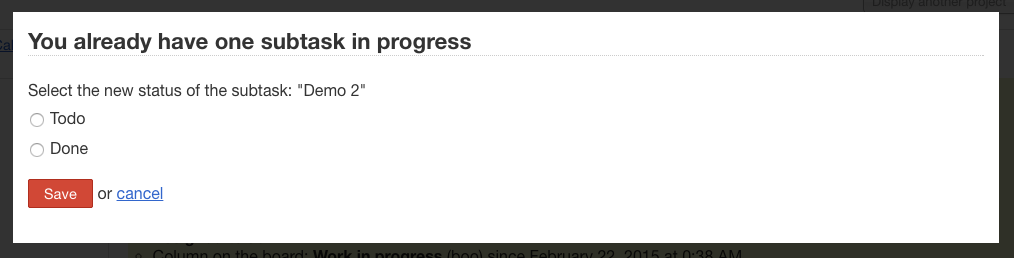 Display another project
You already have one subtask in progress
Select the new status of the subtask: "Demo 2"
Todo
Done
Save or cancel
Column on the board: Work in progress (boo) since February 22, 2015 at 0:38 AM